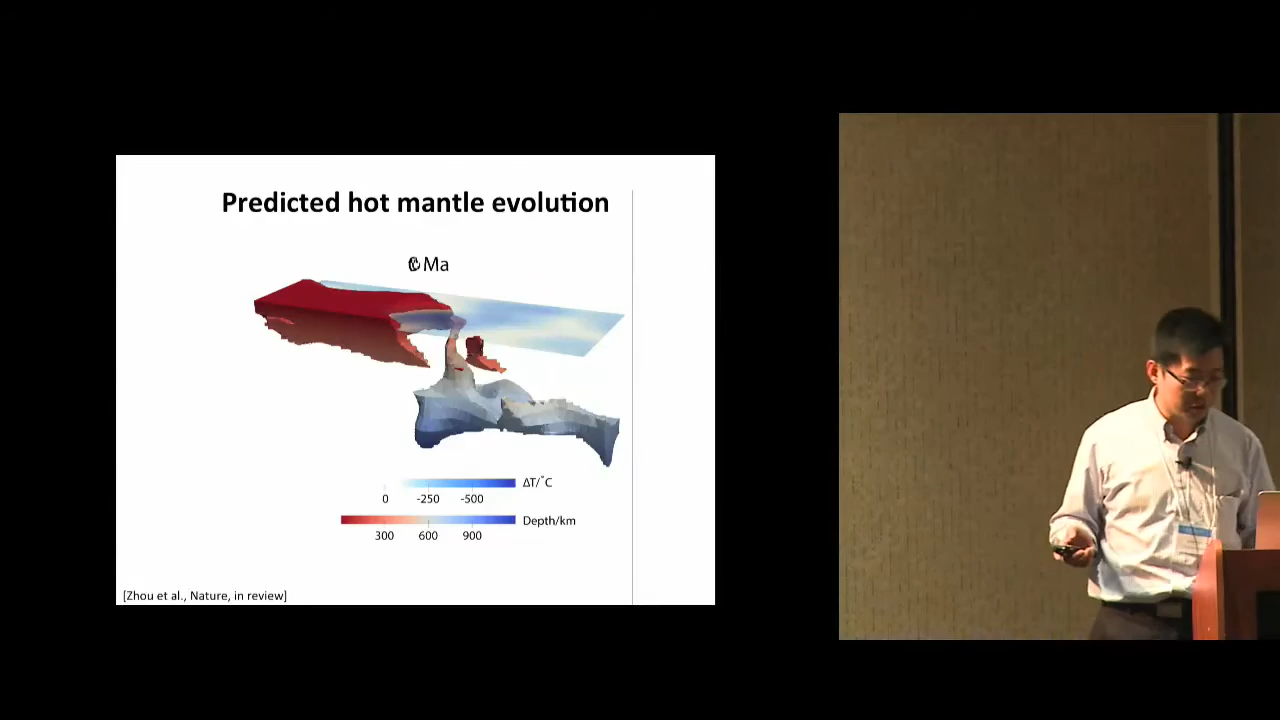 Predicted hot mantle evolution
Ma
ΔT/°C
0 -250 -500
Depth/km
300 600 900
[Zhou et al., Nature, in review]